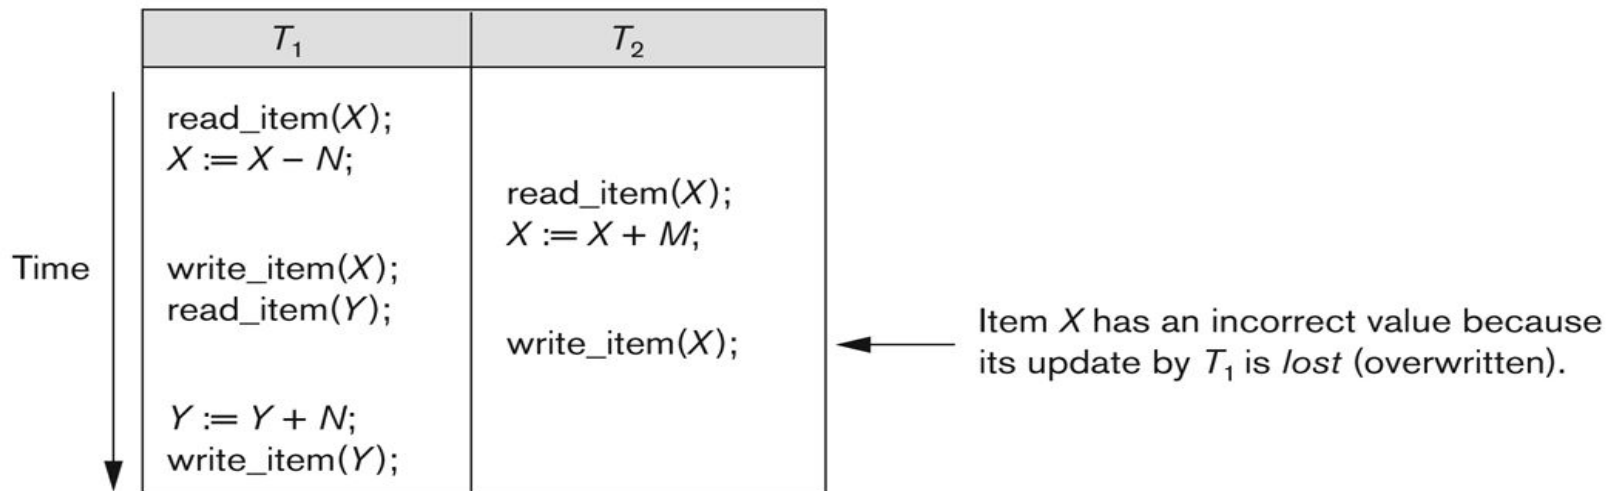 T₁ T₂
read_item(X);
X := X – N;
read_item(X);
X := X + M;
Time
write_item(X);
read_item(Y);
write_item(X);
Item X has an incorrect value because
its update by T₁ is lost (overwritten).
Y := Y + N;
write_item(Y);